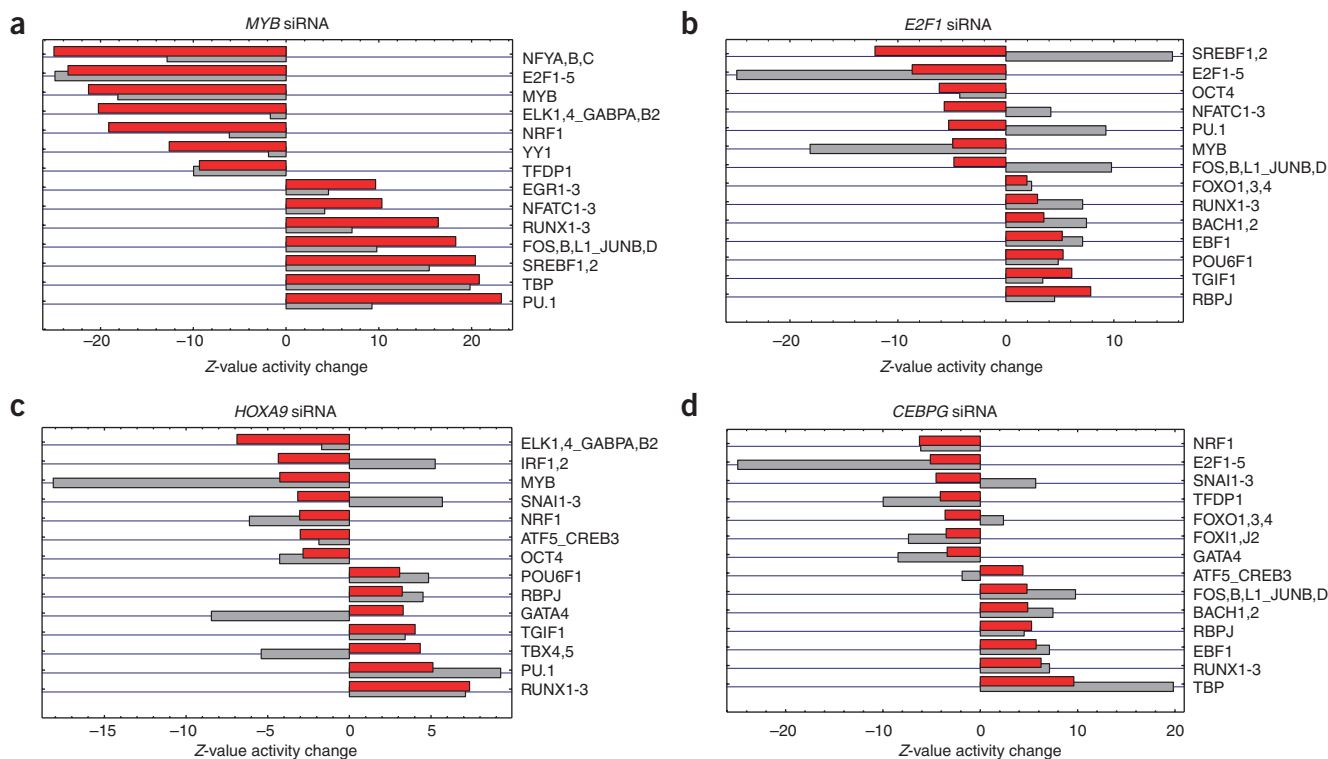 a
MYB siRNA
NFYA,B,C
E2F1-5
MYB
ELK1,4_GABPA,B2
NRF1
YY1
TFDP1
EGR1-3
NFATC1-3
RUNX1-3
FOS,B,L1_JUNB,D
SREBF1,2
TBP
PU.1
−20 −10 0 10 20
Z-value activity change
b
E2F1 siRNA
SREBF1,2
E2F1-5
OCT4
NFATC1-3
PU.1
MYB
FOS,B,L1_JUNB,D
FOXO1,3,4
RUNX1-3
BACH1,2
EBF1
POU6F1
TGIF1
RBPJ
−20 −10 0 10
Z-value activity change
c
HOXA9 siRNA
ELK1,4_GABPA,B2
IRF1,2
MYB
SNAI1-3
NRF1
ATF5_CREB3
OCT4
POU6F1
RBPJ
GATA4
TGIF1
TBX4,5
PU.1
RUNX1-3
−15 −10 −5 0 5
Z-value activity change
d
CEBPG siRNA
NRF1
E2F1-5
SNAI1-3
TFDP1
FOXO1,3,4
FOXI1,J2
GATA4
ATF5_CREB3
FOS,B,L1_JUNB,D
BACH1,2
RBPJ
EBF1
RUNX1-3
TBP
−20 −10 0 10 20
Z-value activity change